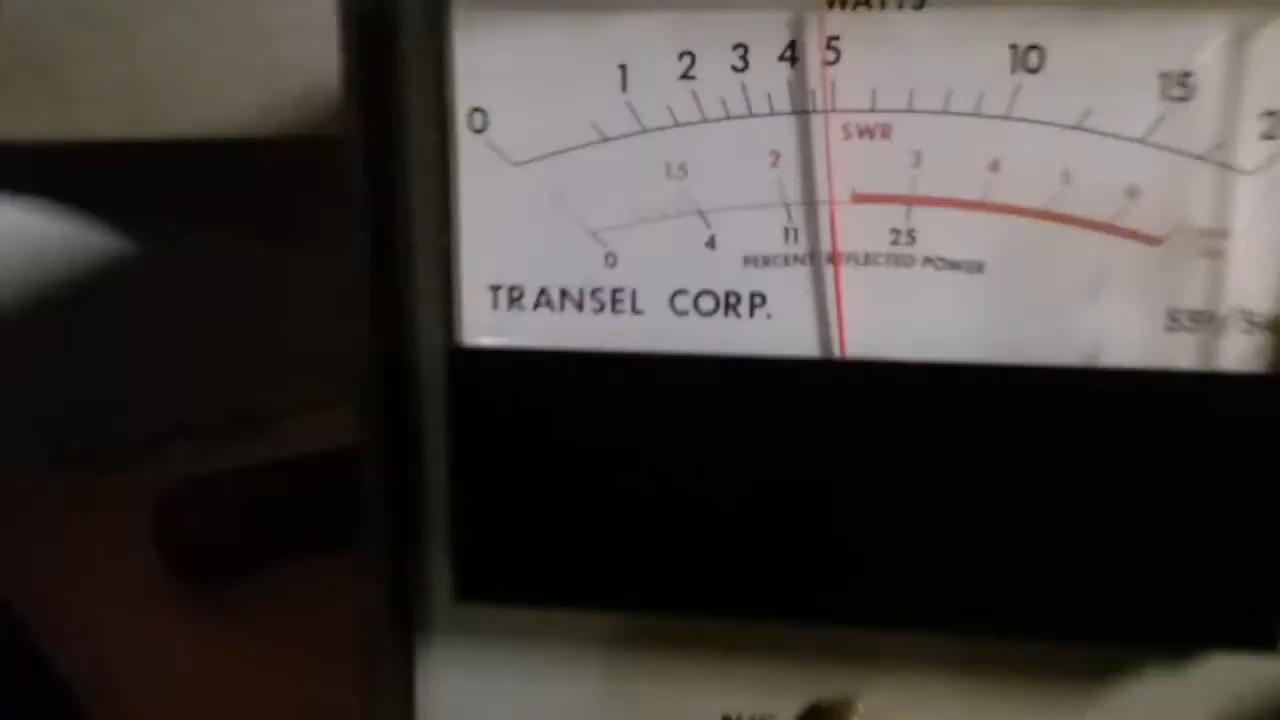 WATTS
0 1 2 3 4 5 10 15
SWR
1.5 2 3 4
0 4 11 25
PERCENT REFLECTED POWER
TRANSEL CORP.